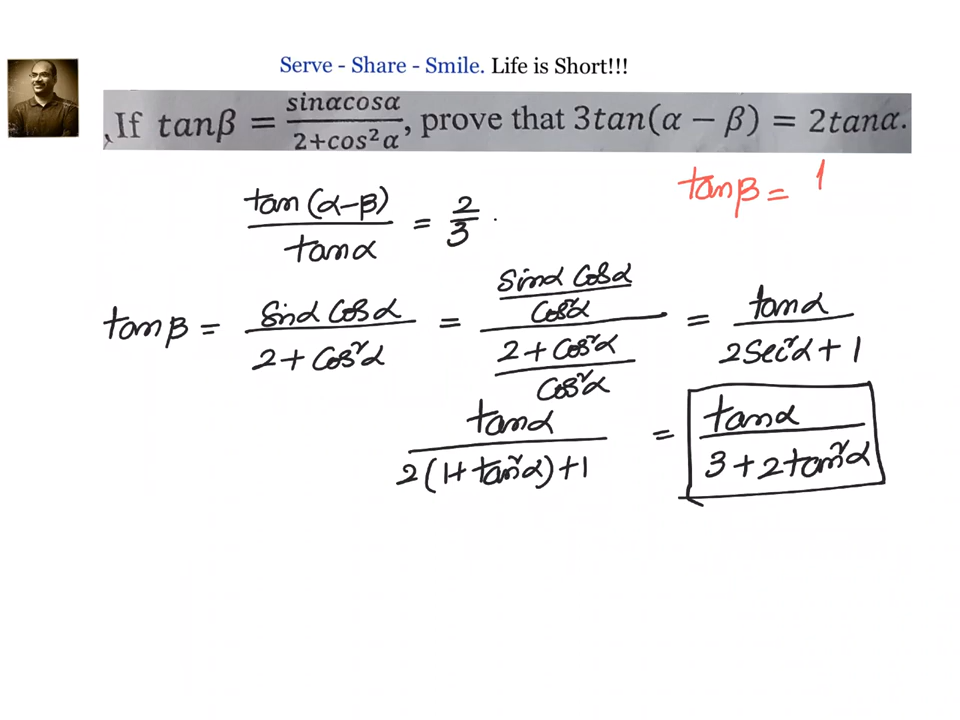 Serve - Share - Smile. Life is Short!!!
If tanβ = sinαcosα / 2+cos²α, prove that 3tan(α − β) = 2tanα.
tanβ = 1
tan(α-β) / tanα = 2/3
tanβ = sinα cosα / 2 + cos²α = (sinα cosα / cos²α) / (2 + cos²α / cos²α) = tanα / 2sec²α + 1
tanα / 2(1+tan²α)+1 = tanα / 3+2tan²α